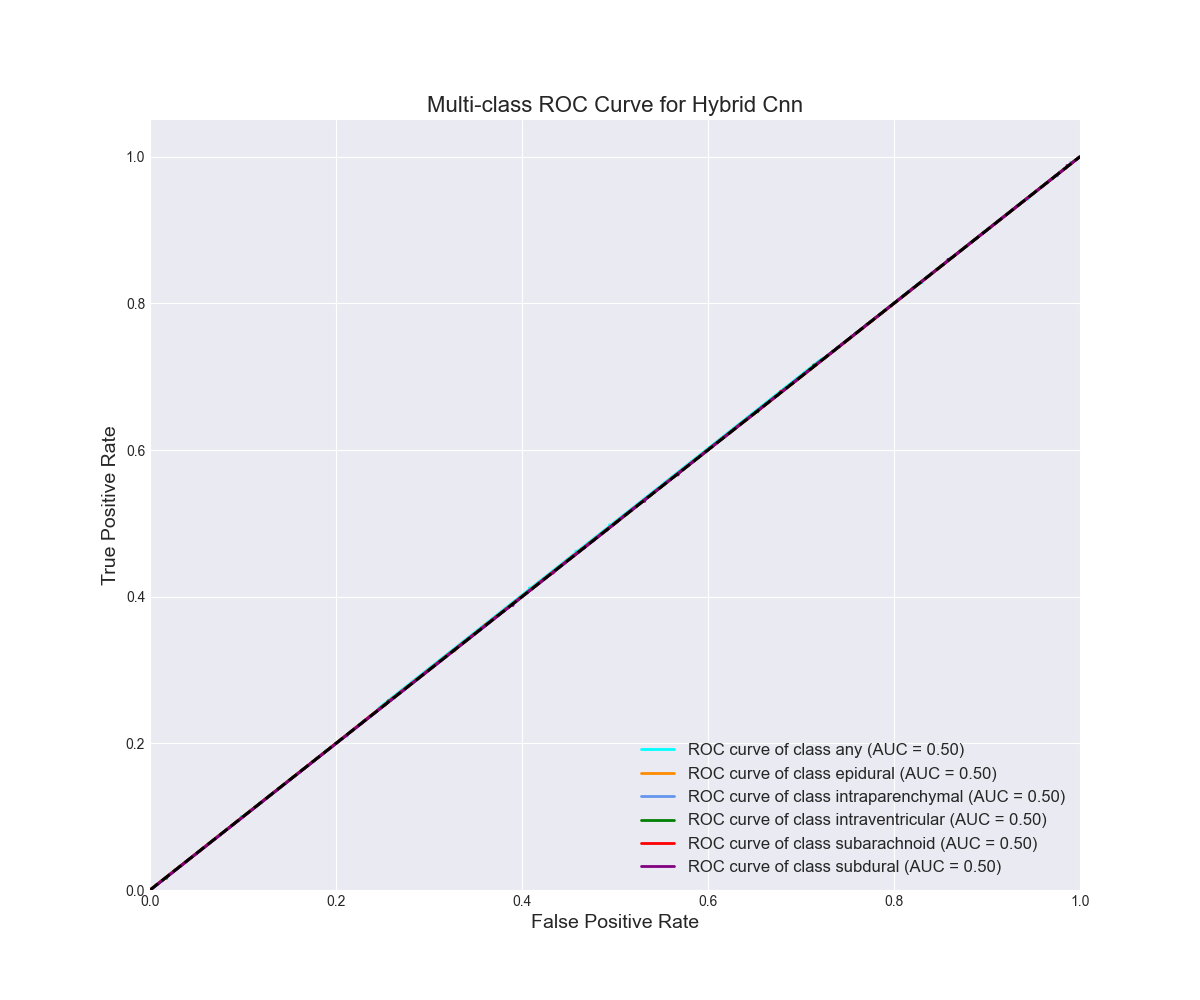 Multi-class ROC Curve for Hybrid Cnn
1.0
0.8
0.6
0.4
0.2
0.0
True Positive Rate
ROC curve of class any (AUC = 0.50)
ROC curve of class epidural (AUC = 0.50)
ROC curve of class intraparenchymal (AUC = 0.50)
ROC curve of class intraventricular (AUC = 0.50)
ROC curve of class subarachnoid (AUC = 0.50)
ROC curve of class subdural (AUC = 0.50)
0.0 0.2 0.4 0.6 0.8 1.0
False Positive Rate